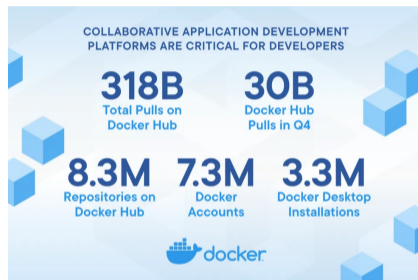 COLLABORATIVE APPLICATION DEVELOPMENT
PLATFORMS ARE CRITICAL FOR DEVELOPERS
318B
Total Pulls on
Docker Hub
30B
Docker Hub
Pulls in Q4
8.3M
Repositories on
Docker Hub
7.3M
Docker
Accounts
3.3M
Docker Desktop
Installations
docker